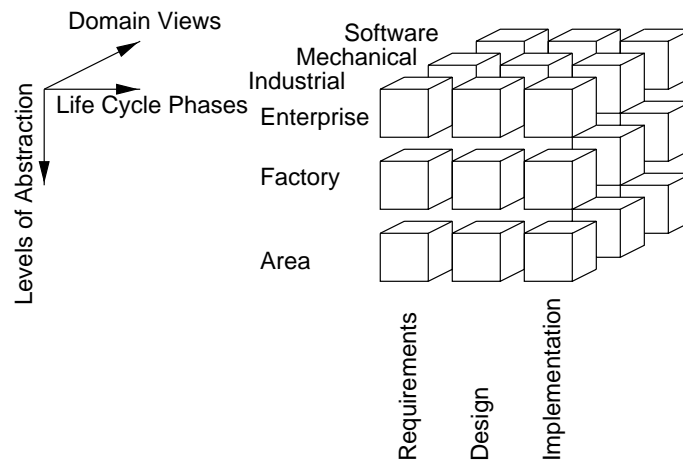 Domain Views
Life Cycle Phases
Levels of Abstraction
Software
Mechanical
Industrial
Enterprise
Factory
Area
Requirements
Design
Implementation